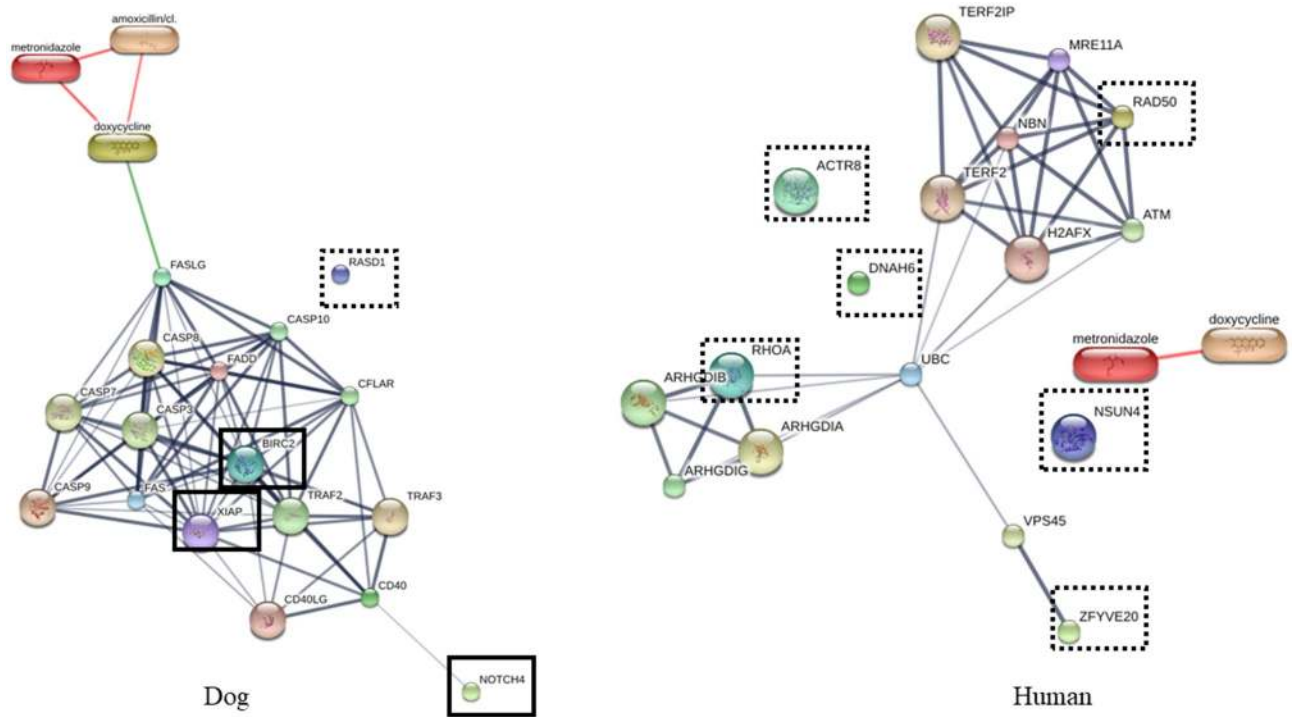 amoxicillin/cl.
metronidazole
doxycycline
FASLG
RASD1
CASP10
CASP8
FADD
CFLAR
CASP7
CASP3
BIRC2
CASP9
FAS
XIAP
TRAF2
TRAF3
CD40
CD40LG
NOTCH4
Dog
TERF2IP
MRE11A
RAD50
NBN
ACTR8
TERF2
ATM
H2AFX
DNAH6
doxycycline
metronidazole
RHOA
UBC
ARHGDIB
NSUN4
ARHGDIA
ARHGDIG
VPS45
ZFYVE20
Human